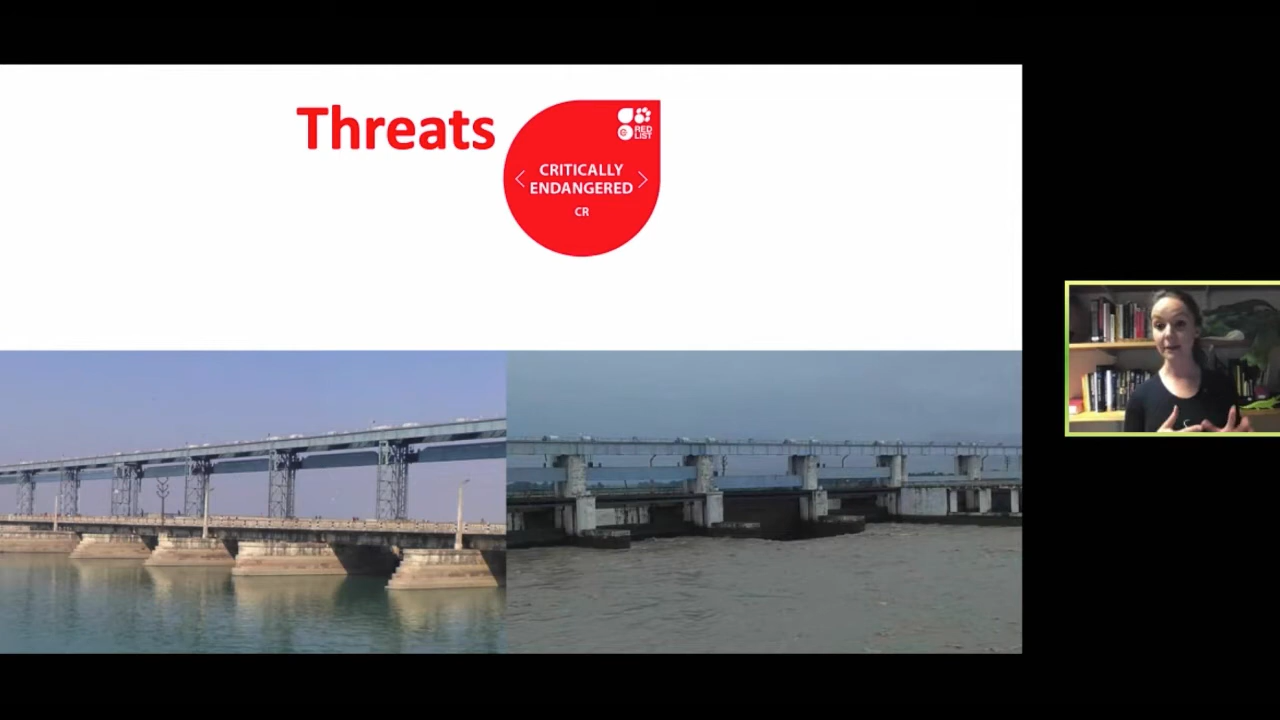 Threats
RED
LIST
CRITICALLY
ENDANGERED
CR